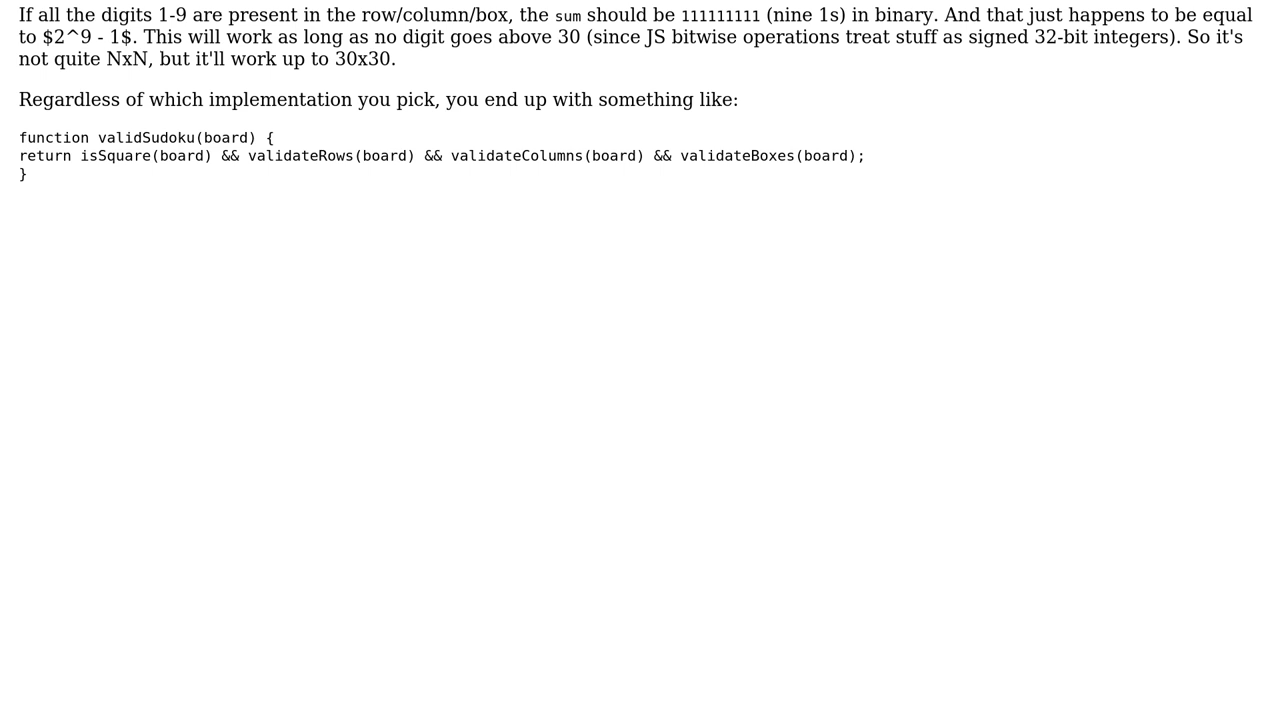 If all the digits 1-9 are present in the row/column/box, the sum should be 111111111 (nine 1s) in binary. And that just happens to be equal
to $2^9 - 1$. This will work as long as no digit goes above 30 (since JS bitwise operations treat stuff as signed 32-bit integers). So it's
not quite NxN, but it'll work up to 30x30.
Regardless of which implementation you pick, you end up with something like:
function validSudoku(board) {
return isSquare(board) && validateRows(board) && validateColumns(board) && validateBoxes(board);
}